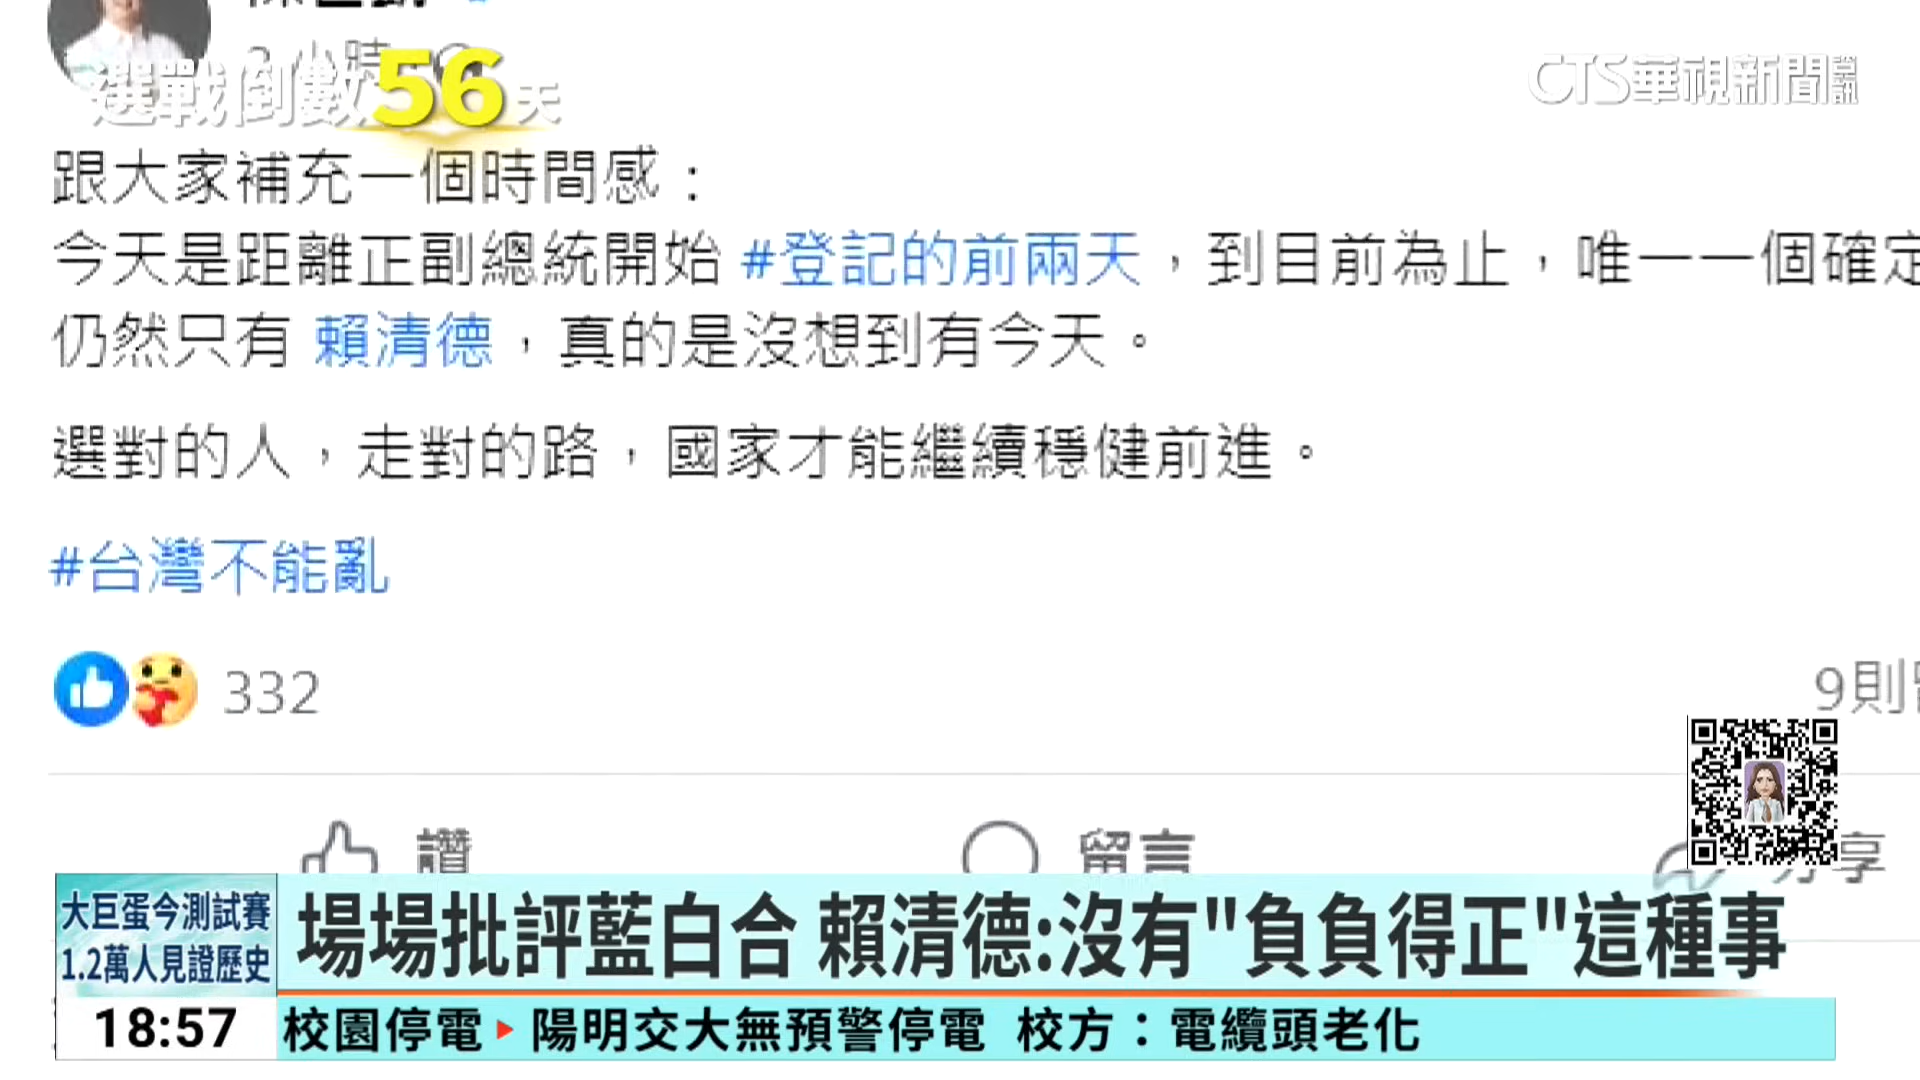 選戰倒數56天
CTS華視新聞資訊
跟大家補充一個時間感：
今天是距離正副總統開始 #登記的前兩天，到目前為止，唯一一個確定
仍然只有 賴清德，真的是沒想到有今天。
選對的人，走對的路，國家才能繼續穩健前進。
#台灣不能亂
332
9則
讚
留言
分享
大巨蛋今測試賽
1.2萬人見證歷史
場場批評藍白合 賴清德:沒有"負負得正"這種事
18:57
校園停電▶陽明交大無預警停電 校方：電纜頭老化